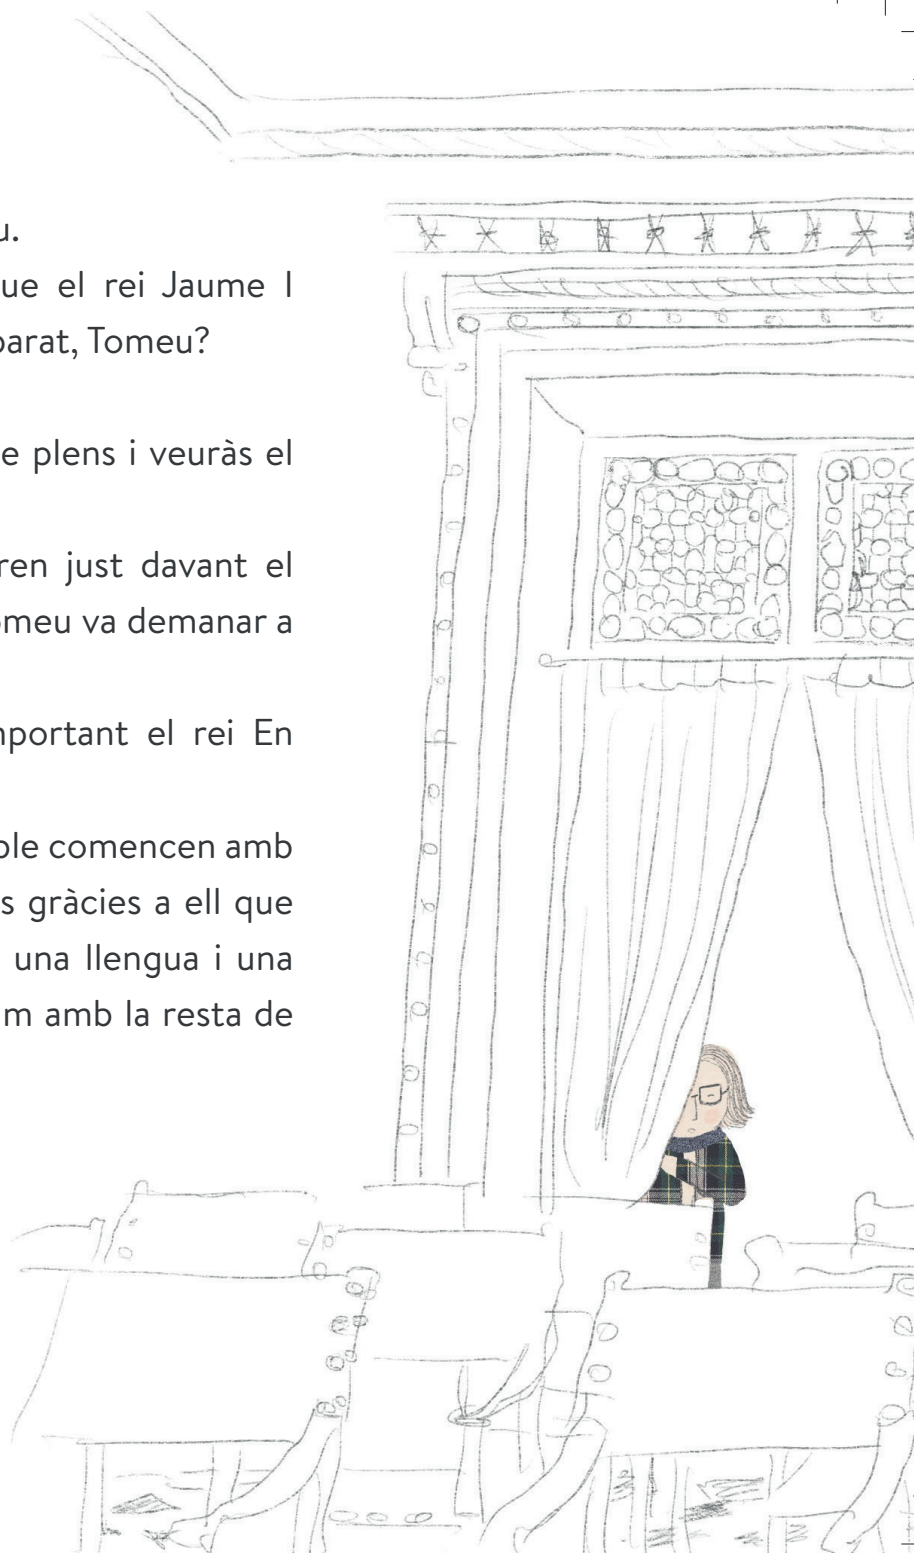 u.
ue el rei Jaume I
parat, Tomeu?
e plens i veuràs el
ren just davant el
omeu va demanar a
mportant el rei En
ple comencen amb
s gràcies a ell que
una llengua i una
m amb la resta de